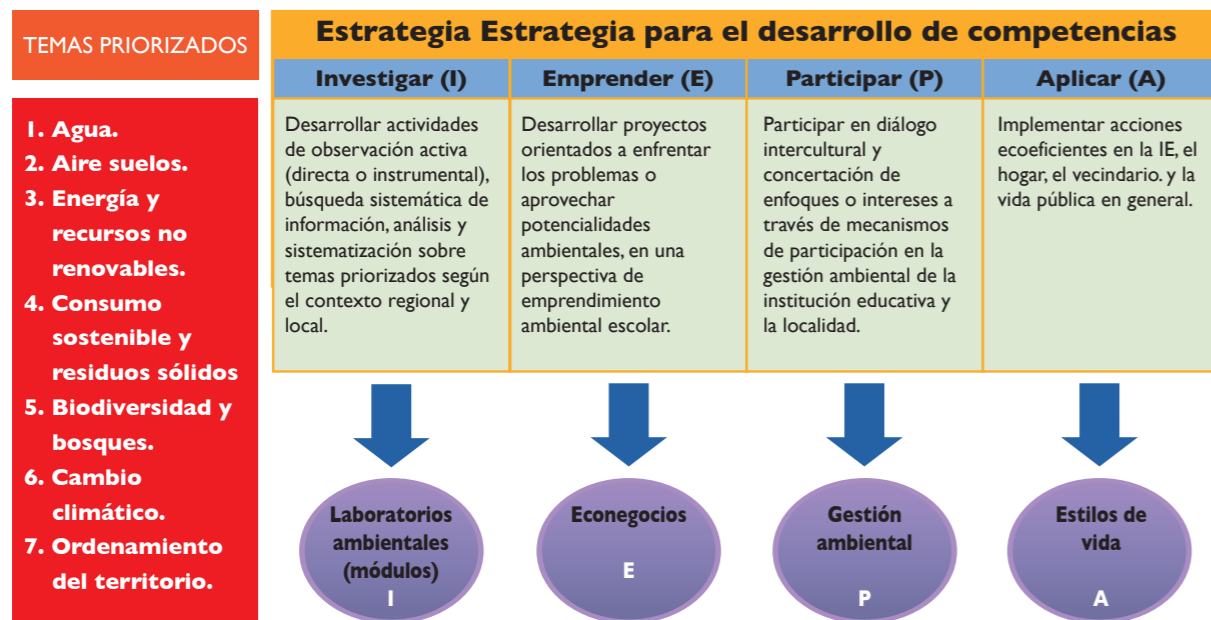 TEMAS PRIORIZADOS
1. Agua.
2. Aire suelos.
3. Energía y
recursos no
renovables.
4. Consumo
sostenible y
residuos sólidos
5. Biodiversidad y
bosques.
6. Cambio
climático.
7. Ordenamiento
del territorio.
Estrategia Estrategia para el desarrollo de competencias
Investigar (I)
Desarrollar actividades
de observación activa
(directa o instrumental),
búsqueda sistemática de
información, análisis y
sistematización sobre
temas priorizados según
el contexto regional y
local.
Emprender (E)
Desarrollar proyectos
orientados a enfrentar
los problemas o
aprovechar
potencialidades
ambientales, en una
perspectiva de
emprendimiento
ambiental escolar.
Participar (P)
Participar en diálogo
intercultural y
concertación de
enfoques o intereses a
través de mecanismos
de participación en la
gestión ambiental de la
institución educativa y
la localidad.
Aplicar (A)
Implementar acciones
ecoeficientes en la IE, el
hogar, el vecindario. y la
vida pública en general.
Laboratorios
ambientales
(módulos)
I
Econegocios
E
Gestión
ambiental
P
Estilos de
vida
A